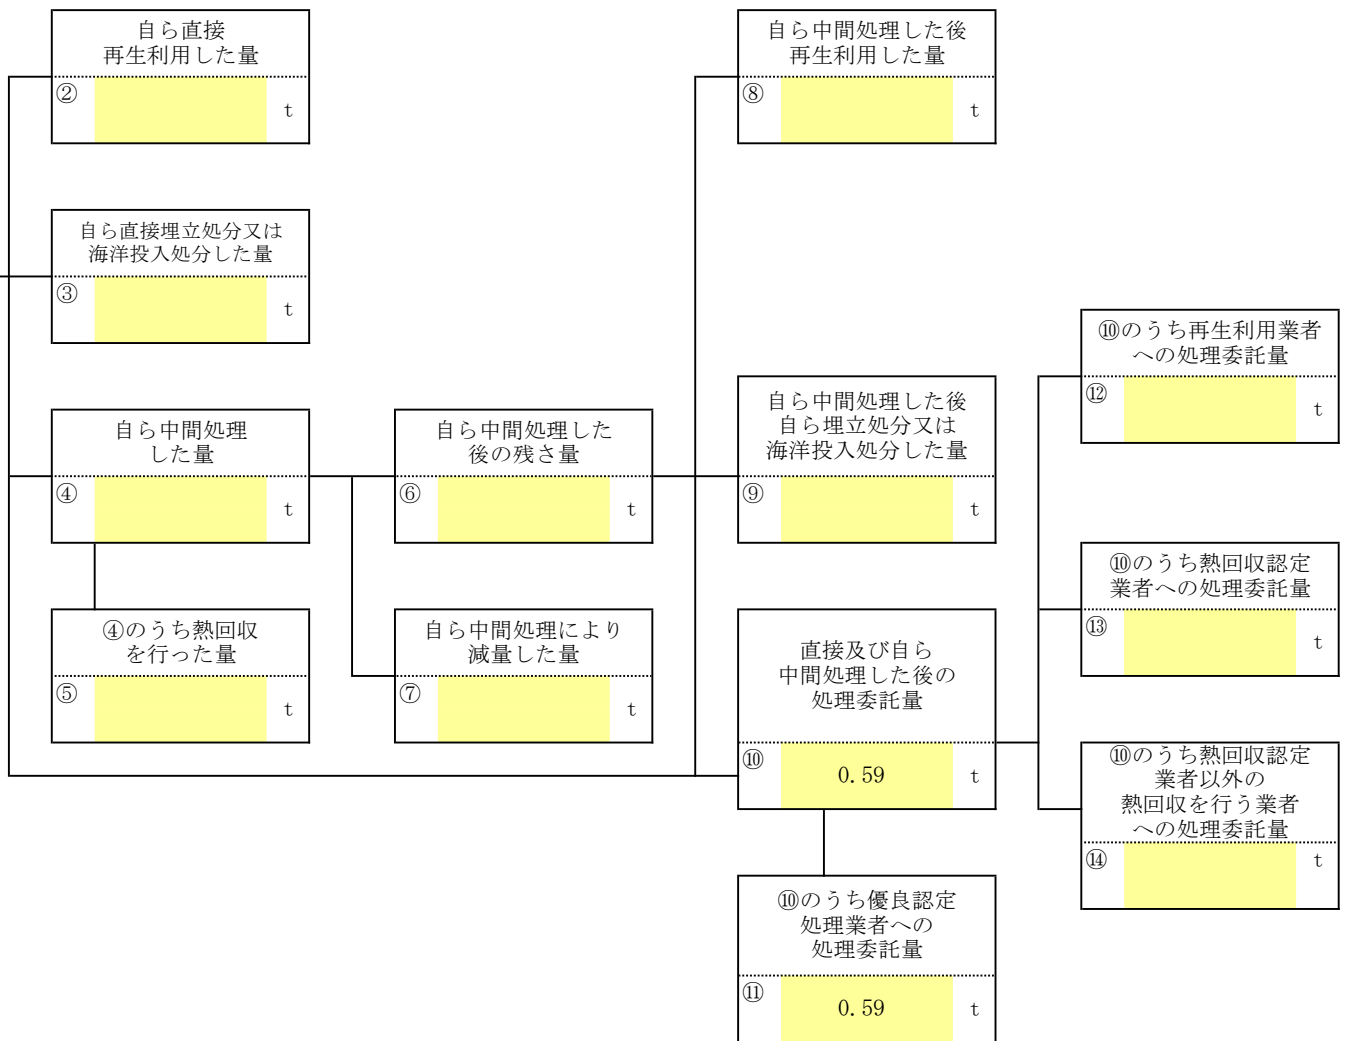 自ら直接
再生利用した量
②
t
自ら中間処理した後
再生利用した量
⑧
t
自ら直接埋立処分又は
海洋投入処分した量
③
t
⑩のうち再生利用業者
への処理委託量
⑫
t
自ら中間処理
した量
④
t
自ら中間処理した
後の残さ量
⑥
t
自ら中間処理した後
自ら埋立処分又は
海洋投入処分した量
⑨
t
⑩のうち熱回収認定
業者への処理委託量
⑬
t
④のうち熱回収
を行った量
⑤
t
自ら中間処理により
減量した量
⑦
t
直接及び自ら
中間処理した後の
処理委託量
⑩
0.59
t
⑩のうち熱回収認定
業者以外の
熱回収を行う業者
への処理委託量
⑭
t
⑩のうち優良認定
処理業者への
処理委託量
⑪
0.59
t